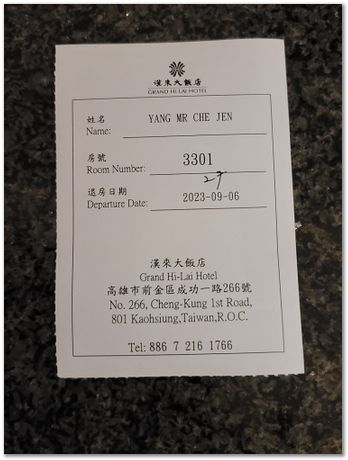 漢來大飯店
GRAND HI-LAI HOTEL
姓名
Name: YANG MR CHE JEN
房號
Room Number: 3301
27
退房日期
Departure Date: 2023-09-06
漢來大飯店
Grand Hi-Lai Hotel
高雄市前金區成功一路266號
No. 266, Cheng-Kung 1st Road,
801 Kaohsiung,Taiwan,R.O.C.
Tel: 886 7 216 1766